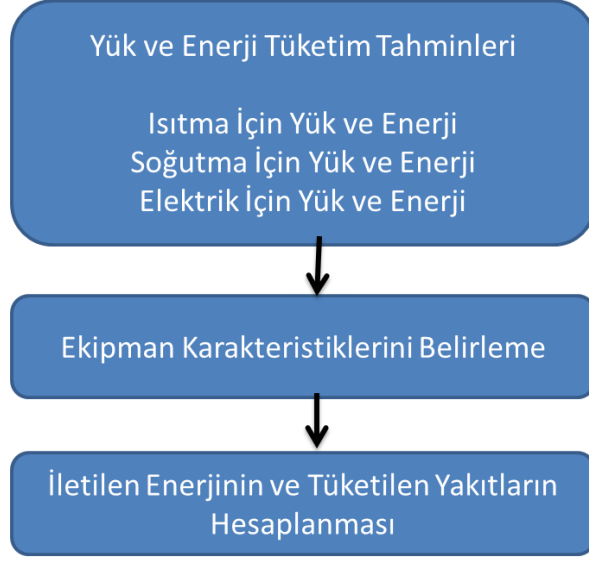 Yük ve Enerji Tüketim Tahminleri
Isıtma İçin Yük ve Enerji
Soğutma İçin Yük ve Enerji
Elektrik İçin Yük ve Enerji
Ekipman Karakteristiklerini Belirleme
İletilen Enerjinin ve Tüketilen Yakıtların
Hesaplanması